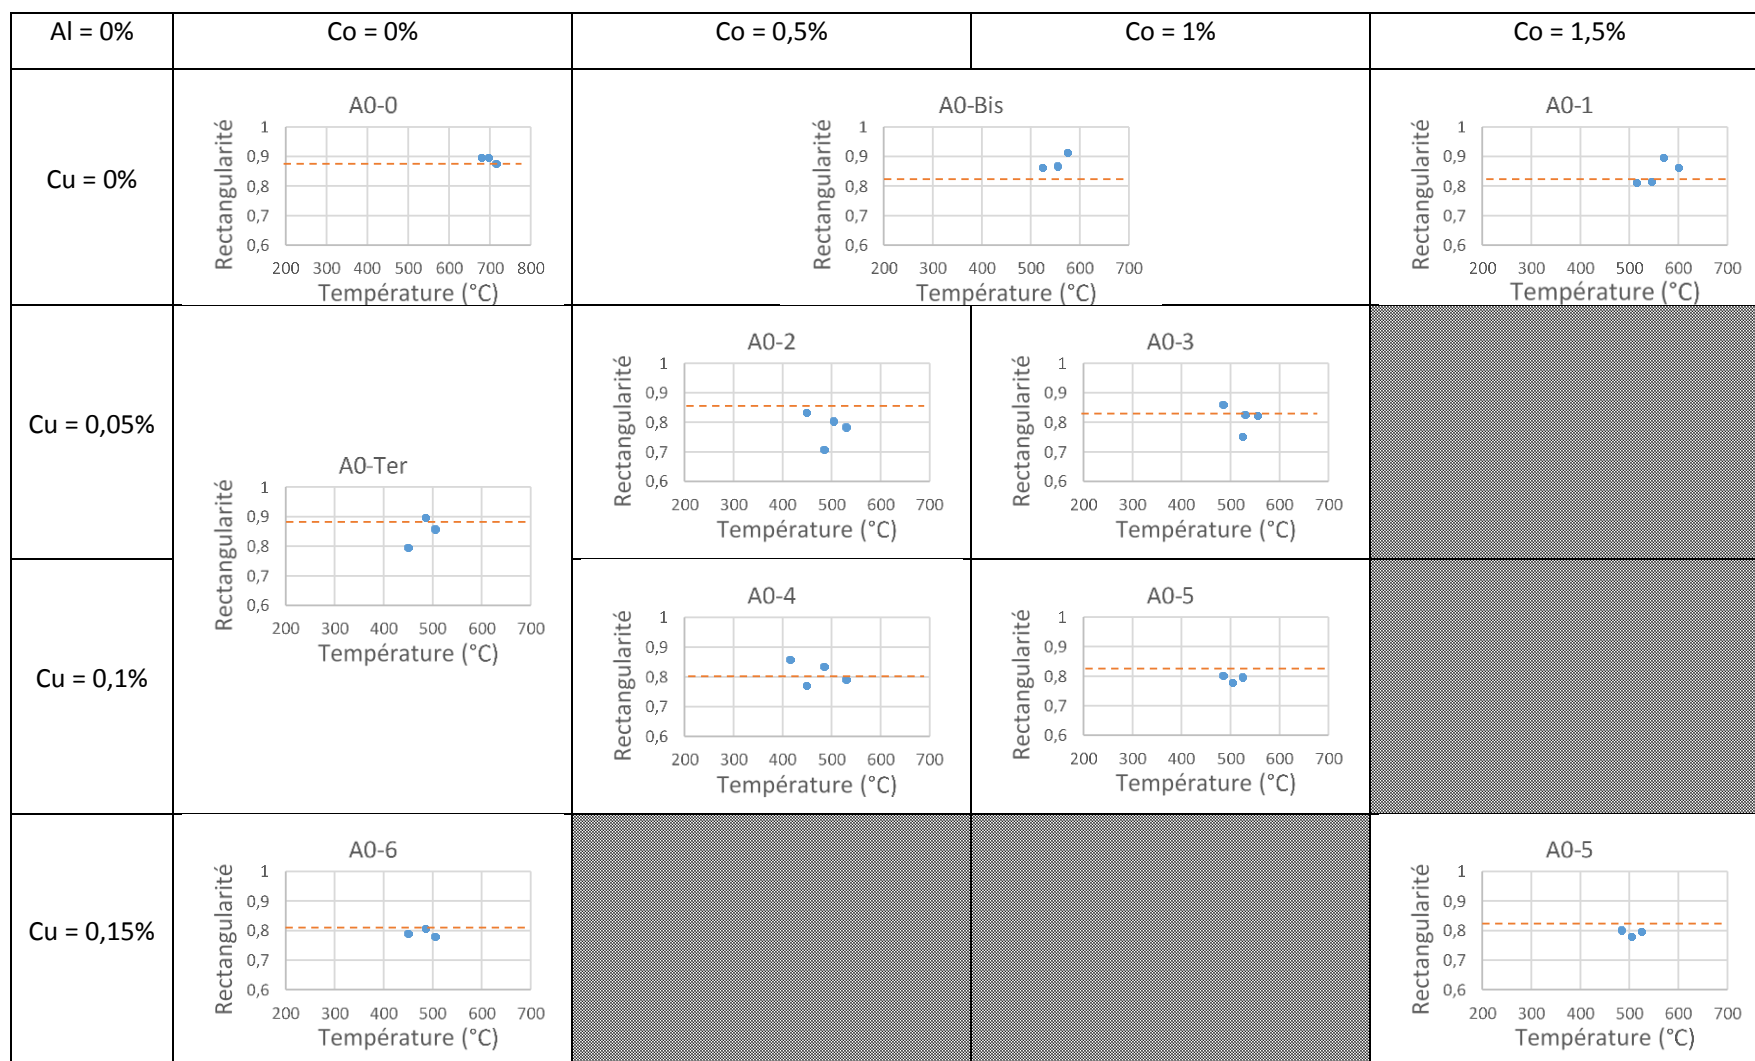 Al = 0%
Co = 0%
Co = 0,5%
Co = 1%
Co = 1,5%
Cu = 0%
A0-0
Rectangularité
1
0,9
0,8
0,7
0,6
200 300 400 500 600 700 800
Température (°C)
A0-Bis
Rectangularité
1
0,9
0,8
0,7
0,6
200 300 400 500 600 700
Température (°C)
A0-1
Rectangularité
1
0,9
0,8
0,7
0,6
200 300 400 500 600 700
Température (°C)
Cu = 0,05%
A0-Ter
Rectangularité
1
0,9
0,8
0,7
0,6
200 300 400 500 600 700
Température (°C)
A0-2
Rectangularité
1
0,9
0,8
0,7
0,6
200 300 400 500 600 700
Température (°C)
A0-3
Rectangularité
1
0,9
0,8
0,7
0,6
200 300 400 500 600 700
Température (°C)
Cu = 0,1%
A0-4
Rectangularité
1
0,9
0,8
0,7
0,6
200 300 400 500 600 700
Température (°C)
A0-5
Rectangularité
1
0,9
0,8
0,7
0,6
200 300 400 500 600 700
Température (°C)
Cu = 0,15%
A0-6
Rectangularité
1
0,9
0,8
0,7
0,6
200 300 400 500 600 700
Température (°C)
A0-5
Rectangularité
1
0,9
0,8
0,7
0,6
200 300 400 500 600 700
Température (°C)